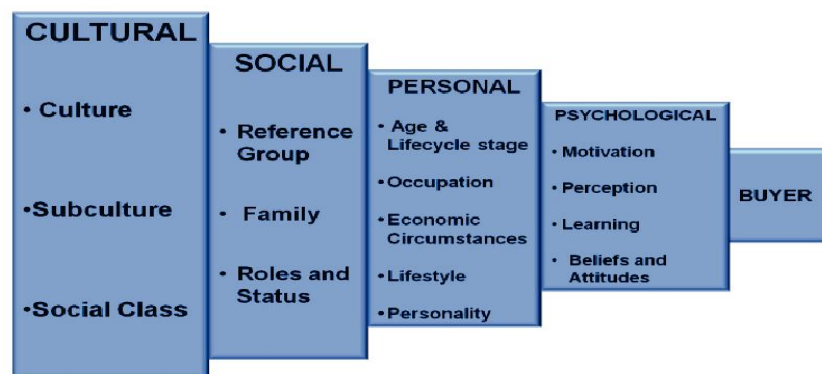 CULTURAL
• Culture
•Subculture
•Social Class
SOCIAL
• Reference
Group
• Family
• Roles and
Status
PERSONAL
• Age &
Lifecycle stage
•Occupation
•Economic
Circumstances
•Lifestyle
•Personality
PSYCHOLOGICAL
• Motivation
• Perception
• Learning
• Beliefs and
Attitudes
BUYER